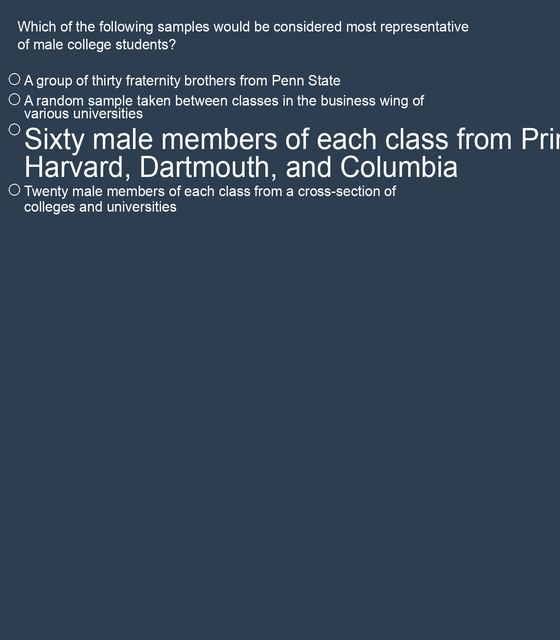 Which of the following samples would be considered most representative
of male college students?
A group of thirty fraternity brothers from Penn State
A random sample taken between classes in the business wing of
various universities
Sixty male members of each class from
Harvard, Dartmouth, and Columbia
Twenty male members of each class from a cross-section of
colleges and universities